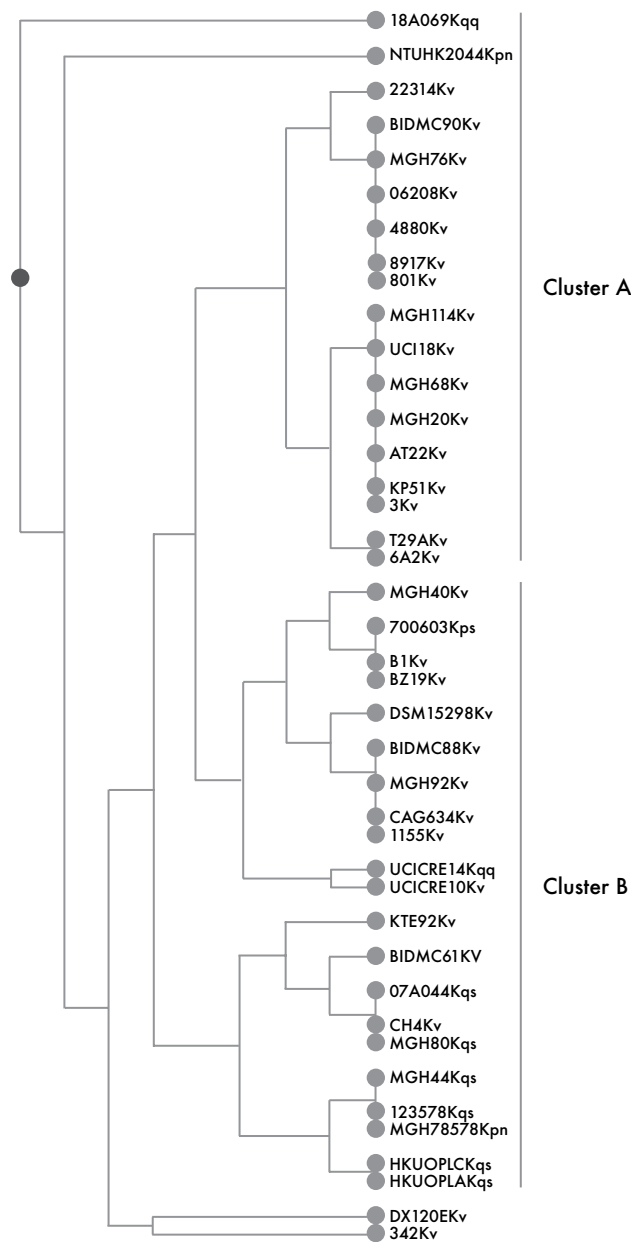 18A069Kqq
NTUHK2044Kpn
22314Kv
BIDMC90Kv
MGH76Kv
06208Kv
4880Kv
8917Kv
801Kv
Cluster A
MGH114Kv
UCI18Kv
MGH68Kv
MGH20Kv
AT22Kv
KP51Kv
3Kv
T29AKv
6A2Kv
MGH40Kv
700603Kps
B1Kv
BZ19Kv
DSM15298Kv
BIDMC88Kv
MGH92Kv
CAG634Kv
1155Kv
UCICRE14Kqq
UCICRE10Kv
Cluster B
KTE92Kv
BIDMC61KV
07A044Kqs
CH4Kv
MGH80Kqs
MGH44Kqs
123578Kqs
MGH78578Kpn
HKUOPLCKqs
HKUOPLAKqs
DX120EKv
342Kv